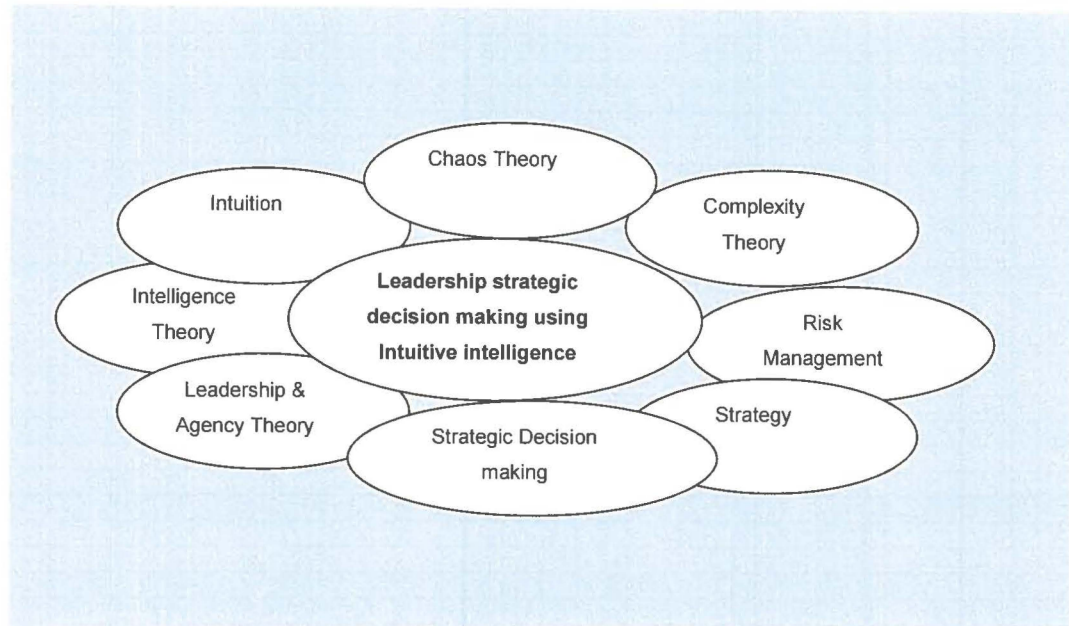 Chaos Theory
Intuition
Complexity
Theory
Leadership strategic
decision making using
Intuitive intelligence
Intelligence
Theory
Risk
Management
Leadership &
Agency Theory
Strategy
Strategic Decision
making